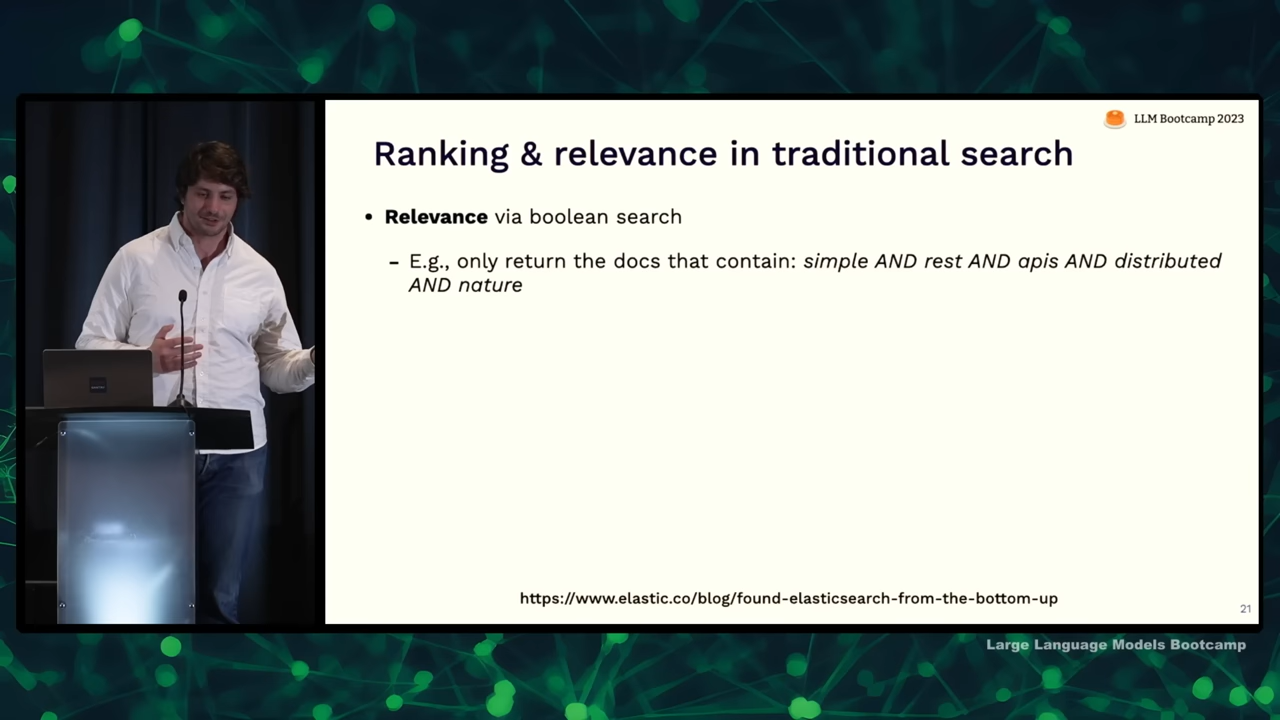 LLM Bootcamp 2023
Ranking & relevance in traditional search
• Relevance via boolean search
– E.g., only return the docs that contain: simple AND rest AND apis AND distributed
AND nature
https://www.elastic.co/blog/found-elasticsearch-from-the-bottom-up
21
Large Language Models Bootcamp